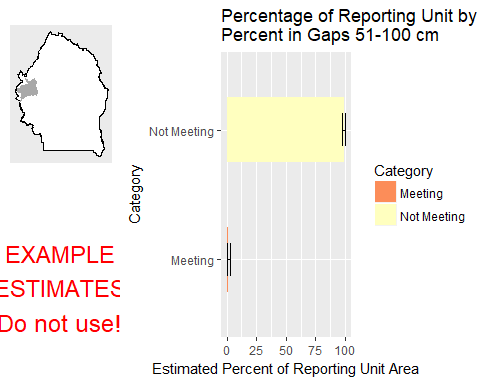 Percentage of Reporting Unit by
Percent in Gaps 51-100 cm
Not Meeting
Meeting
Category
0 25 50 75 100
Estimated Percent of Reporting Unit Area
Category
Meeting
Not Meeting
EXAMPLE
ESTIMATES
Do not use!